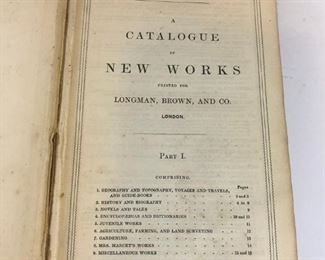 A
CATALOGUE
OF
NEW WORKS
PRINTED FOR
LONGMAN, BROWN, AND CO.
LONDON.
PART I.
COMPRISING,
Pages
1. GEOGRAPHY AND TOPOGRAPHY, VOYAGES AND TRAVELS,
AND GUIDE-BOOKS
2. HISTORY AND BIOGRAPHY
3. NOVELS AND TALES
4. ENCYCLOPÆDIAS AND DICTIONARIES
5. JUVENILE WORKS
6. AGRICULTURE, FARMING, AND LAND SURVEYING
7. GARDENING
8. MRS. MARCET'S WORKS
9. MISCELLANEOUS WORKS